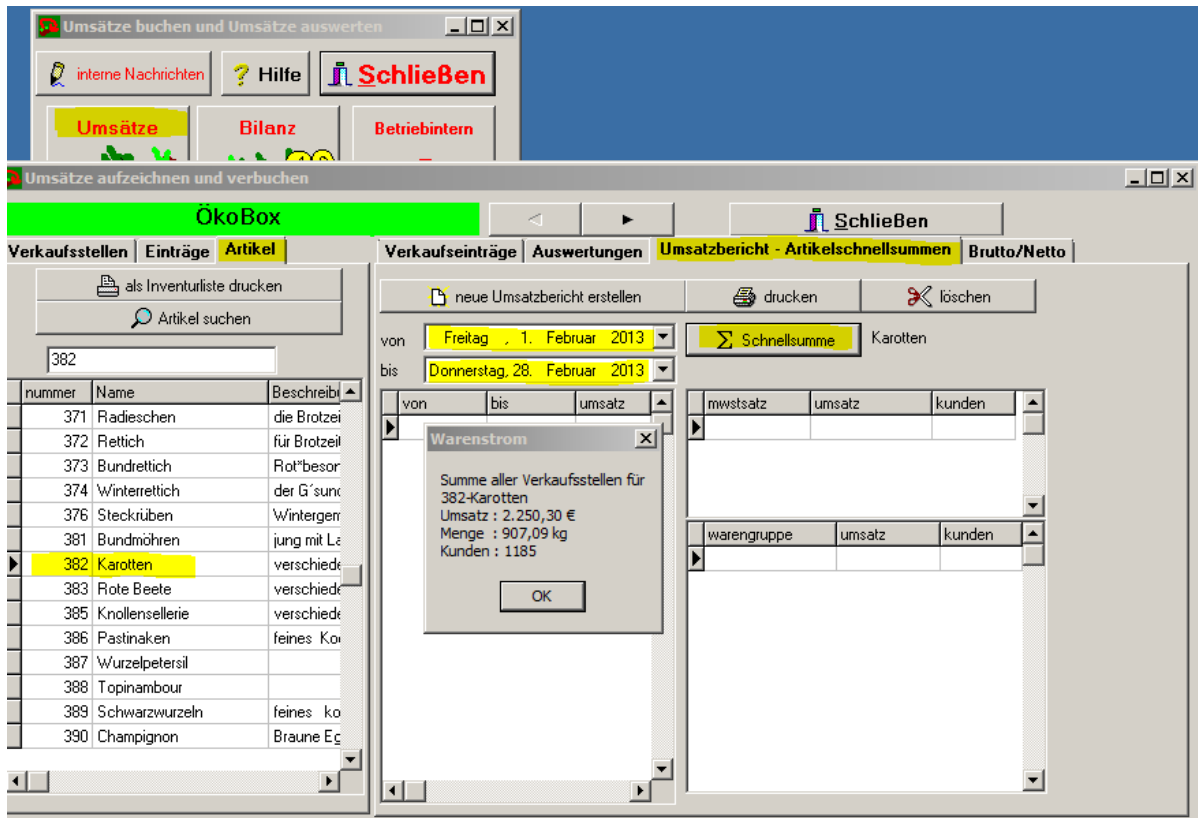 Umsätze buchen und Umsätze auswerten
interne Nachrichten
? Hilfe
Schließen
Umsätze
Bilanz
Betriebintern
Umsätze aufzeichnen und verbuchen
ÖkoBox
Schließen
Verkaufsstellen Einträge Artikel
Verkaufseinträge Auswertungen Umsatzbericht - Artikelschnellsummen Brutto/Netto
als Inventurliste drucken
Artikel suchen
382
nummer Name Beschreib
371 Radieschen die Brotzei
372 Rettich für Brotzeit
373 Bundrettich Rot"besor
374 Winterrettich der G´sund
376 Steckrüben Wintergem
381 Bundmöhren jung mit La
382 Karotten verschiede
383 Rote Beete verschiede
385 Knollensellerie verschiede
386 Pastinaken feines Ko
387 Wurzelpetersil
388 Topinambour
389 Schwarzwurzeln feines ko
390 Champignon Braune Eg
neue Umsatzbericht erstellen
drucken
löschen
von Freitag , 1. Februar 2013
bis Donnerstag, 28. Februar 2013
Σ Schnellsumme Karotten
von bis umsatz
mwstsatz umsatz kunden
warengruppe umsatz kunden
Warenstrom
Summe aller Verkaufsstellen für
382-Karotten
Umsatz : 2.250,30 €
Menge : 907,09 kg
Kunden : 1185
OK